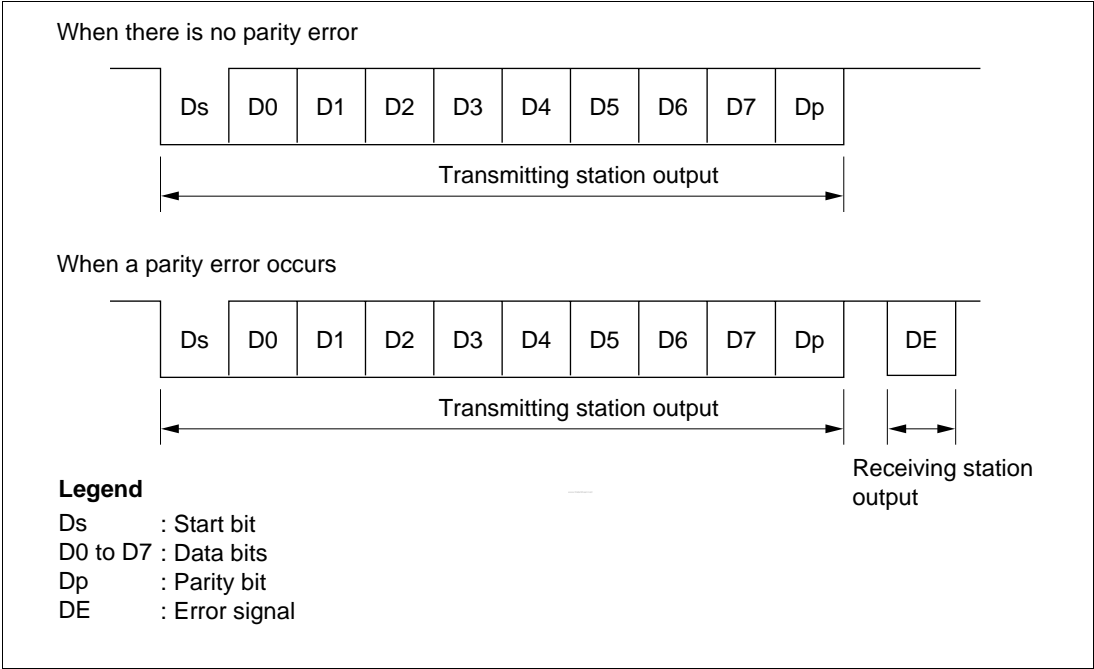 When there is no parity error
Ds D0 D1 D2 D3 D4 D5 D6 D7 Dp
Transmitting station output
When a parity error occurs
Ds D0 D1 D2 D3 D4 D5 D6 D7 Dp DE
Transmitting station output
Receiving station
output
Legend
Ds : Start bit
D0 to D7 : Data bits
Dp : Parity bit
DE : Error signal